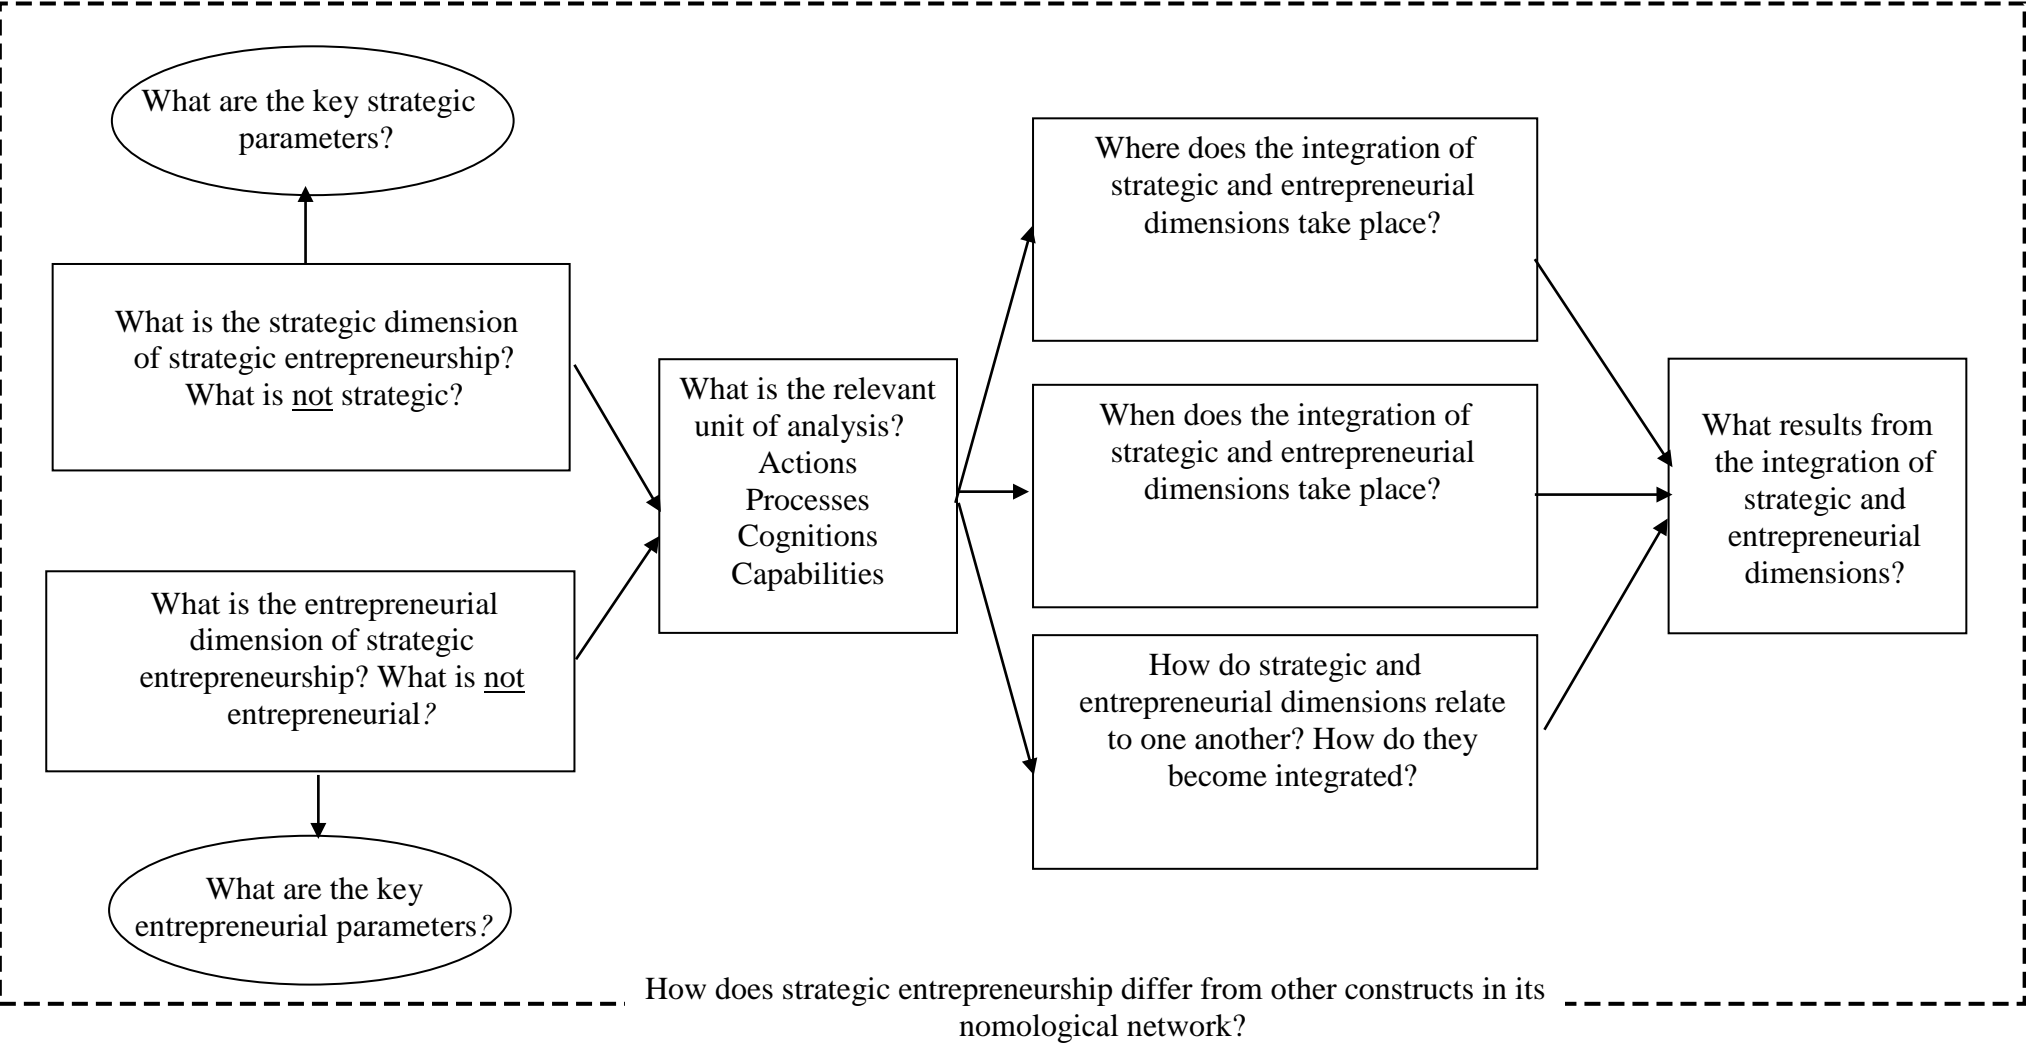 What are the key strategic
parameters?
What is the strategic dimension
of strategic entrepreneurship?
What is not strategic?
What is the entrepreneurial
dimension of strategic
entrepreneurship? What is not
entrepreneurial?
What are the key
entrepreneurial parameters?
What is the relevant
unit of analysis?
Actions
Processes
Cognitions
Capabilities
Where does the integration of
strategic and entrepreneurial
dimensions take place?
When does the integration of
strategic and entrepreneurial
dimensions take place?
How do strategic and
entrepreneurial dimensions relate
to one another? How do they
become integrated?
What results from
the integration of
strategic and
entrepreneurial
dimensions?
How does strategic entrepreneurship differ from other constructs in its
nomological network?